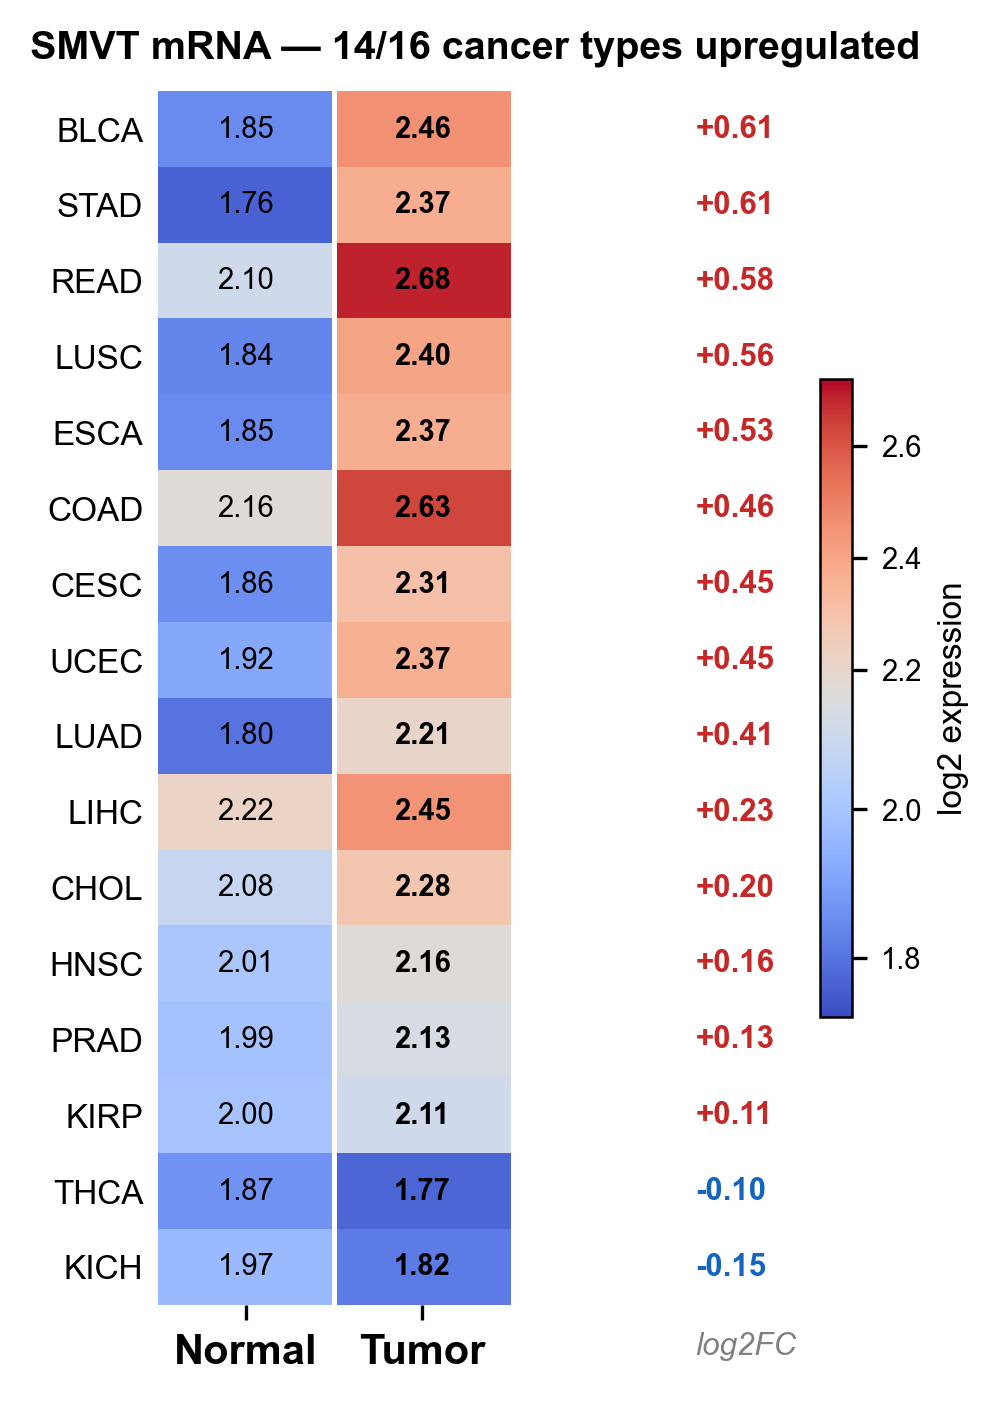 SMVT mRNA — 14/16 cancer types upregulated
BLCA 1.85 2.46 +0.61
STAD 1.76 2.37 +0.61
READ 2.10 2.68 +0.58
LUSC 1.84 2.40 +0.56
ESCA 1.85 2.37 +0.53
COAD 2.16 2.63 +0.46
CESC 1.86 2.31 +0.45
UCEC 1.92 2.37 +0.45
LUAD 1.80 2.21 +0.41
LIHC 2.22 2.45 +0.23
CHOL 2.08 2.28 +0.20
HNSC 2.01 2.16 +0.16
PRAD 1.99 2.13 +0.13
KIRP 2.00 2.11 +0.11
THCA 1.87 1.77 -0.10
KICH 1.97 1.82 -0.15
Normal Tumor log2FC
2.6
2.4
2.2
2.0
1.8
log2 expression